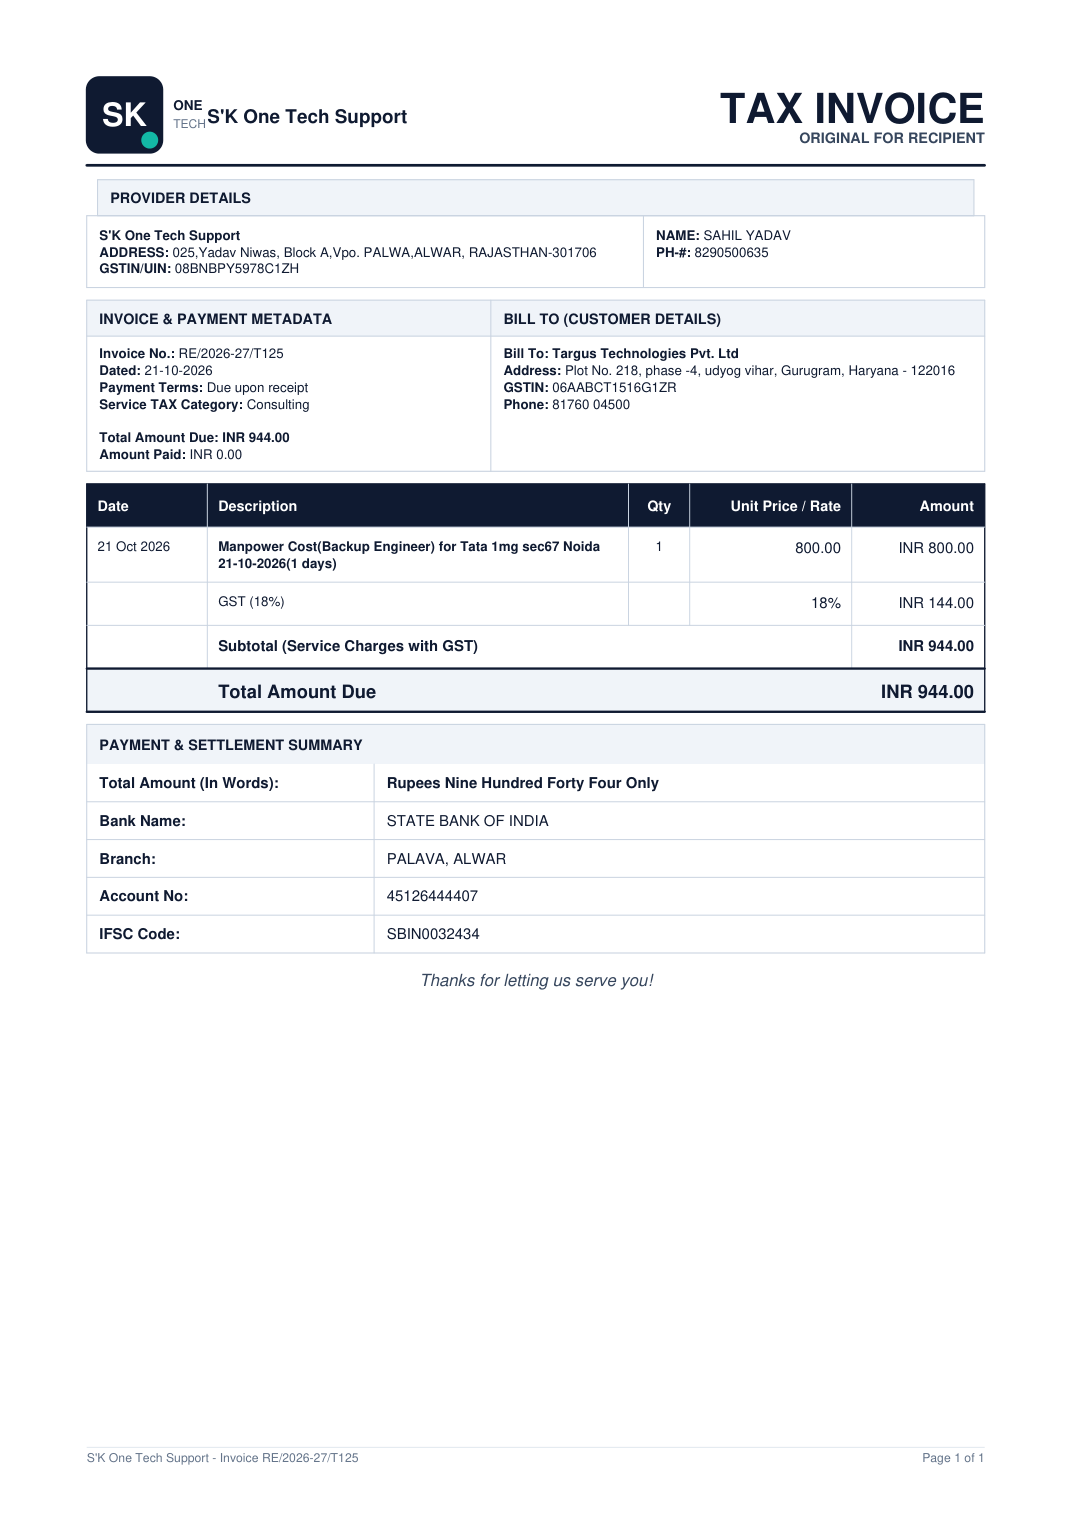 SK
ONE
TECH
S'K One Tech Support
TAX INVOICE
ORIGINAL FOR RECIPIENT
PROVIDER DETAILS
S'K One Tech Support
ADDRESS: 025,Yadav Niwas, Block A,Vpo. PALWA,ALWAR, RAJASTHAN-301706
GSTIN/UIN: 08BNBPY5978C1ZH
NAME: SAHIL YADAV
PH-#: 8290500635
INVOICE & PAYMENT METADATA
Invoice No.: RE/2026-27/T125
Dated: 21-10-2026
Payment Terms: Due upon receipt
Service TAX Category: Consulting
Total Amount Due: INR 944.00
Amount Paid: INR 0.00
BILL TO (CUSTOMER DETAILS)
Bill To: Targus Technologies Pvt. Ltd
Address: Plot No. 218, phase -4, udyog vihar, Gurugram, Haryana - 122016
GSTIN: 06AABCT1516G1ZR
Phone: 81760 04500
Date Description Qty Unit Price / Rate Amount
21 Oct 2026 Manpower Cost(Backup Engineer) for Tata 1mg sec67 Noida 1 800.00 INR 800.00
21-10-2026(1 days)
GST (18%) 18% INR 144.00
Subtotal (Service Charges with GST) INR 944.00
Total Amount Due INR 944.00
PAYMENT & SETTLEMENT SUMMARY
Total Amount (In Words): Rupees Nine Hundred Forty Four Only
Bank Name: STATE BANK OF INDIA
Branch: PALAVA, ALWAR
Account No: 45126444407
IFSC Code: SBIN0032434
Thanks for letting us serve you!
S'K One Tech Support - Invoice RE/2026-27/T125 Page 1 of 1